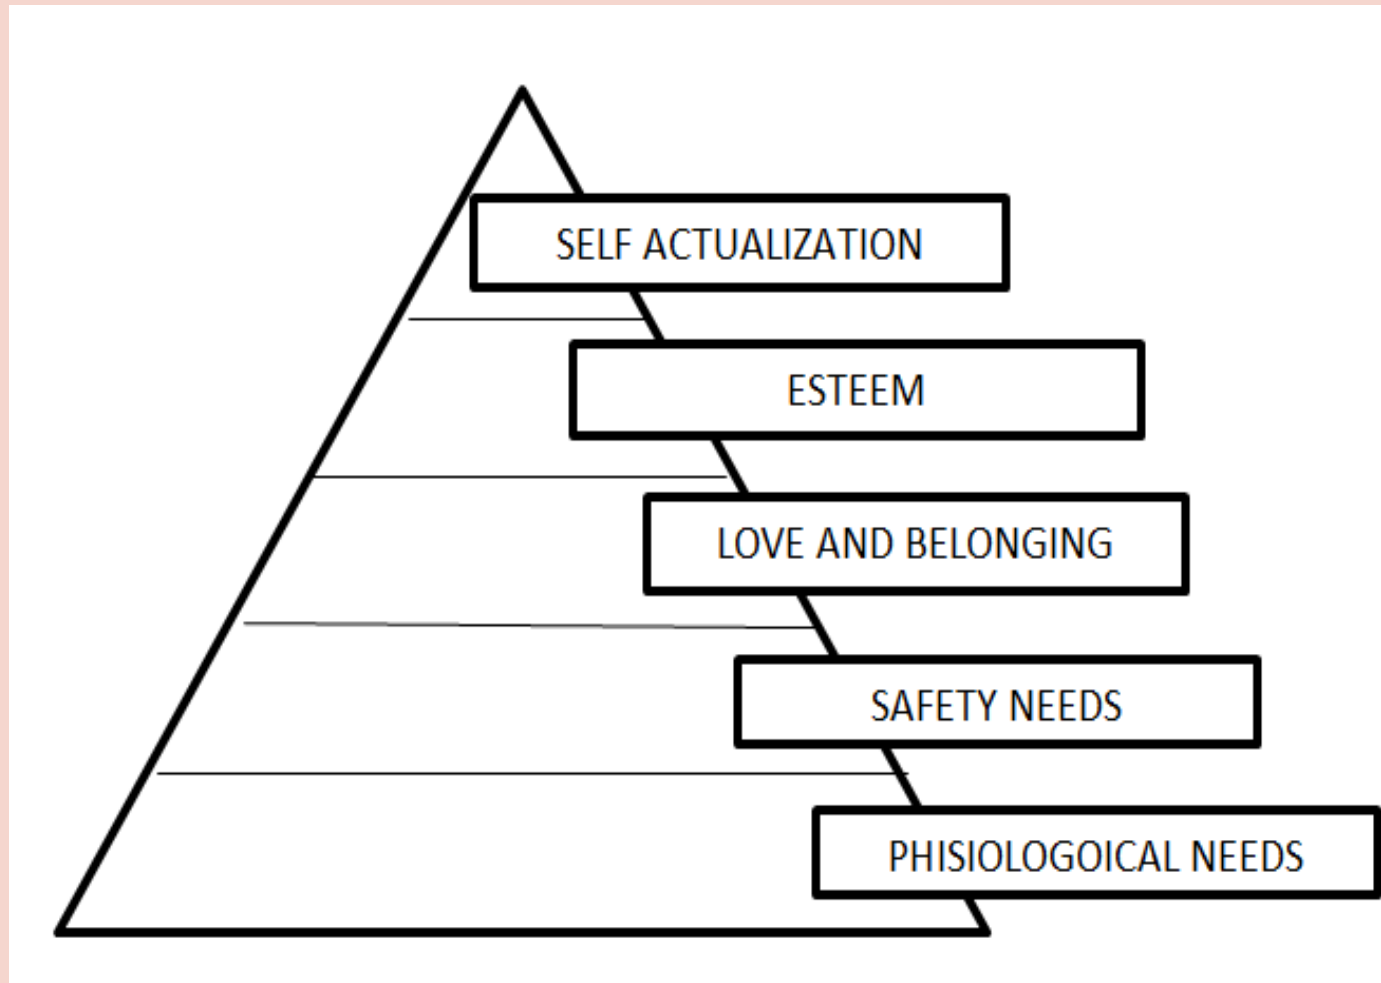 SELF ACTUALIZATION
ESTEEM
LOVE AND BELONGING
SAFETY NEEDS
PHISIOLOGOICAL NEEDS